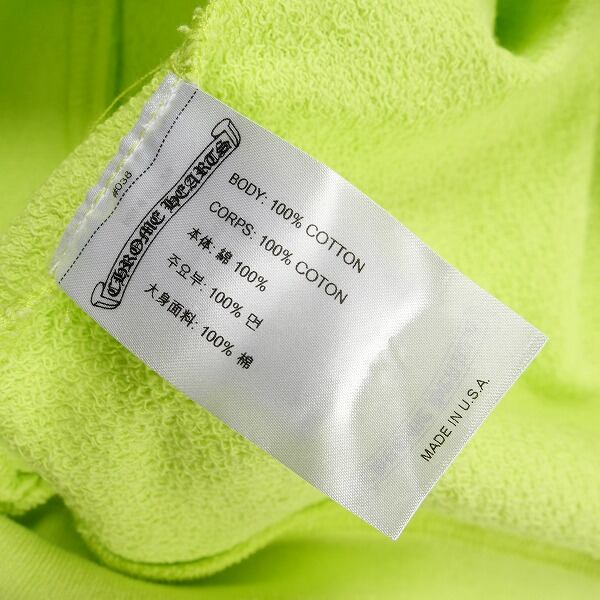 #038
CHROME HEARTS
BODY: 100% COTTON
CORPS: 100% COTON
本体: 綿 100%
주요부: 100% 면
大身面料: 100% 棉
MADE IN U.S.A.